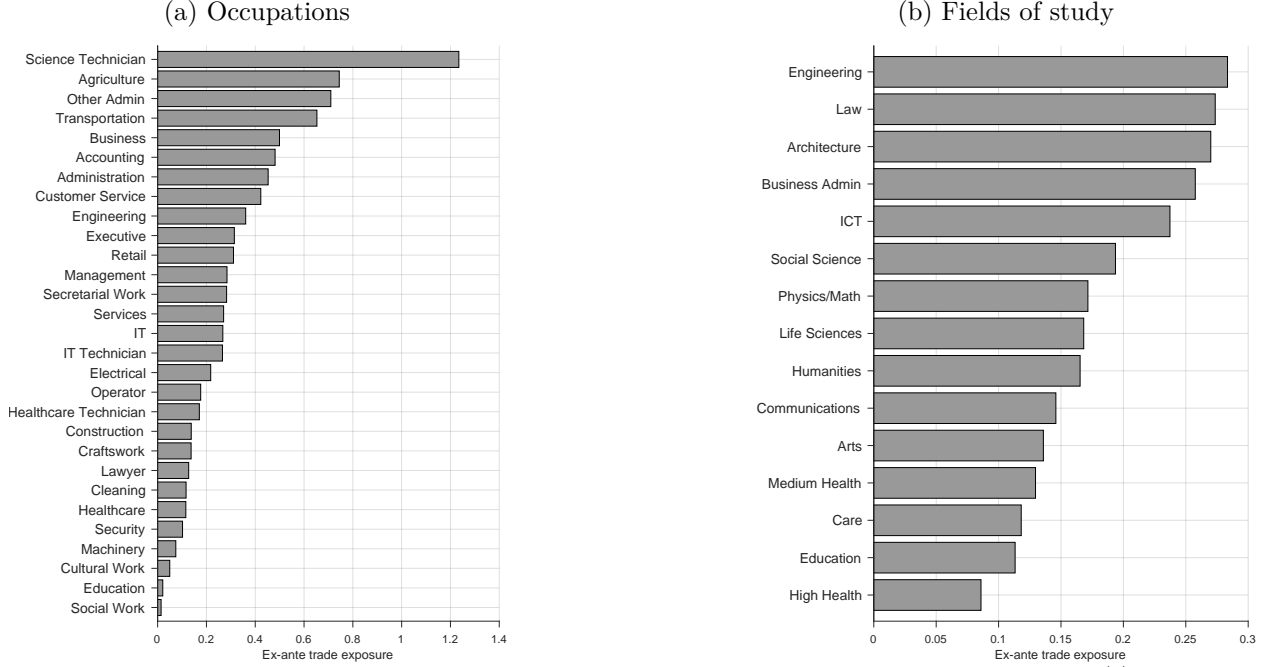 (a) Occupations
Science Technician
Agriculture
Other Admin
Transportation
Business
Accounting
Administration
Customer Service
Engineering
Executive
Retail
Management
Secretarial Work
Services
IT
IT Technician
Electrical
Operator
Healthcare Technician
Construction
Craftswork
Lawyer
Cleaning
Healthcare
Security
Machinery
Cultural Work
Education
Social Work
0 0.2 0.4 0.6 0.8 1 1.2 1.4
Ex-ante trade exposure
(b) Fields of study
Engineering
Law
Architecture
Business Admin
ICT
Social Science
Physics/Math
Life Sciences
Humanities
Communications
Arts
Medium Health
Care
Education
High Health
0 0.05 0.1 0.15 0.2 0.25 0.3
Ex-ante trade exposure